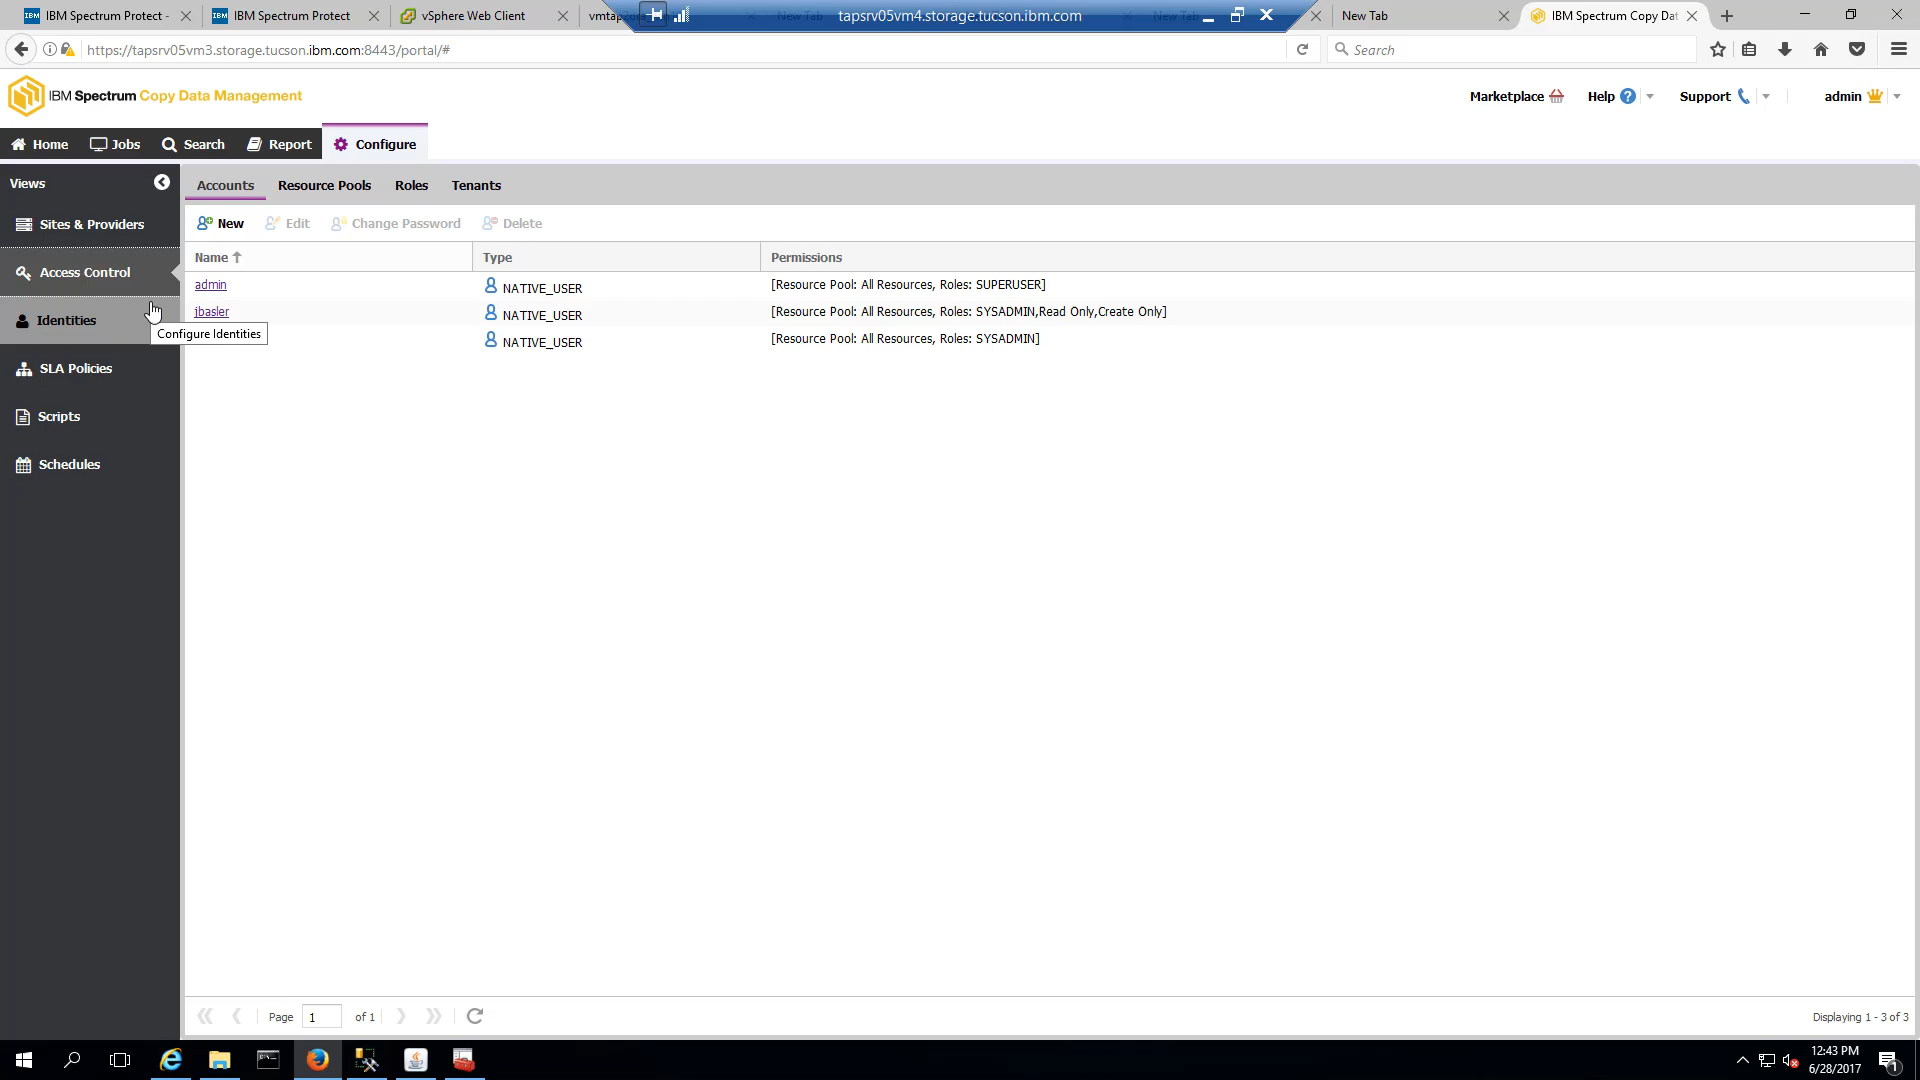 IBM Spectrum Protect -
IBM Spectrum Protect
vSphere Web Client
tapsrv05vm4.storage.tucson.ibm.com
New Tab
IBM Spectrum Copy Dat
https://tapsrv05vm3.storage.tucson.ibm.com:8443/portal/#
Search
IBM Spectrum Copy Data Management
Marketplace
Help
Support
admin
Home
Jobs
Search
Report
Configure
Views
Accounts
Resource Pools
Roles
Tenants
Sites & Providers
New
Edit
Change Password
Delete
Name
Type
Permissions
Access Control
admin
NATIVE_USER
[Resource Pool: All Resources, Roles: SUPERUSER]
jbasler
NATIVE_USER
[Resource Pool: All Resources, Roles: SYSADMIN,Read Only,Create Only]
Identities
Configure Identities
NATIVE_USER
[Resource Pool: All Resources, Roles: SYSADMIN]
SLA Policies
Scripts
Schedules
Page 1 of 1
Displaying 1 - 3 of 3
12:43 PM
6/28/2017
1